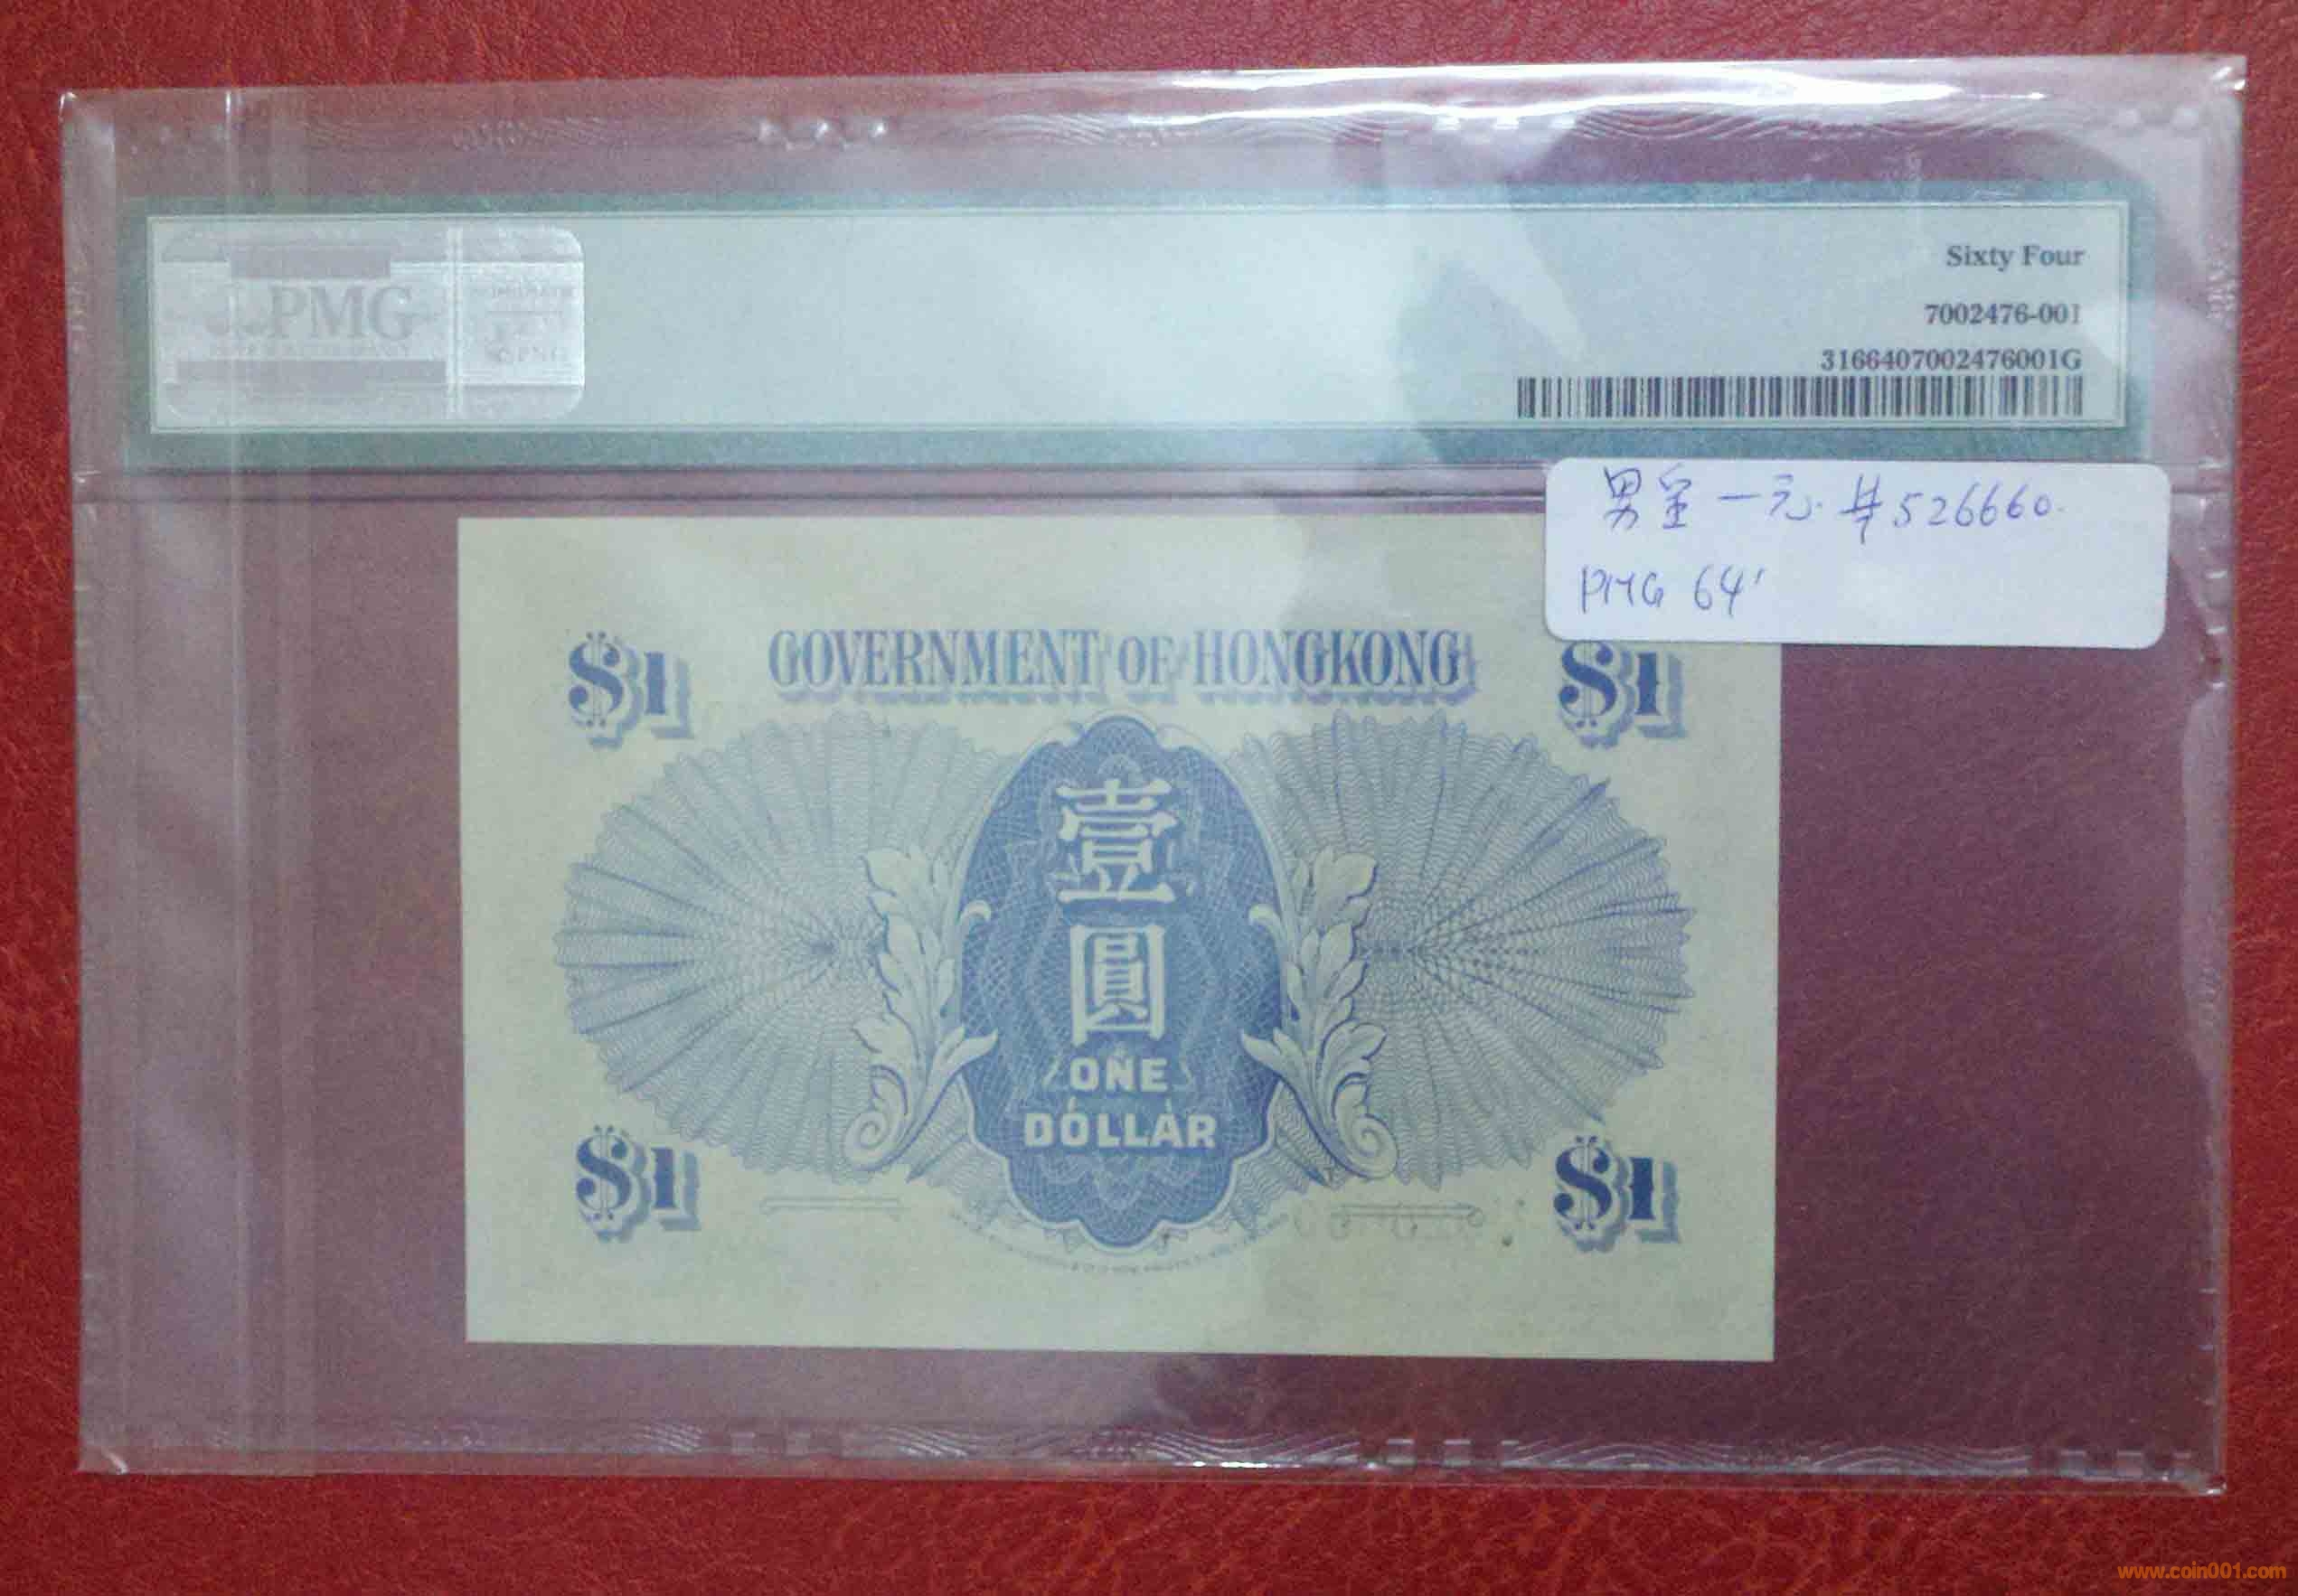 PMG
Sixty Four
7002476-001
3166407002476001G
男皇一元. #526660.
PMG 64'
$1 GOVERNMENT OF HONGKONG $1
壹
圓
ONE
DOLLAR
$1 $1
www.coin001.com